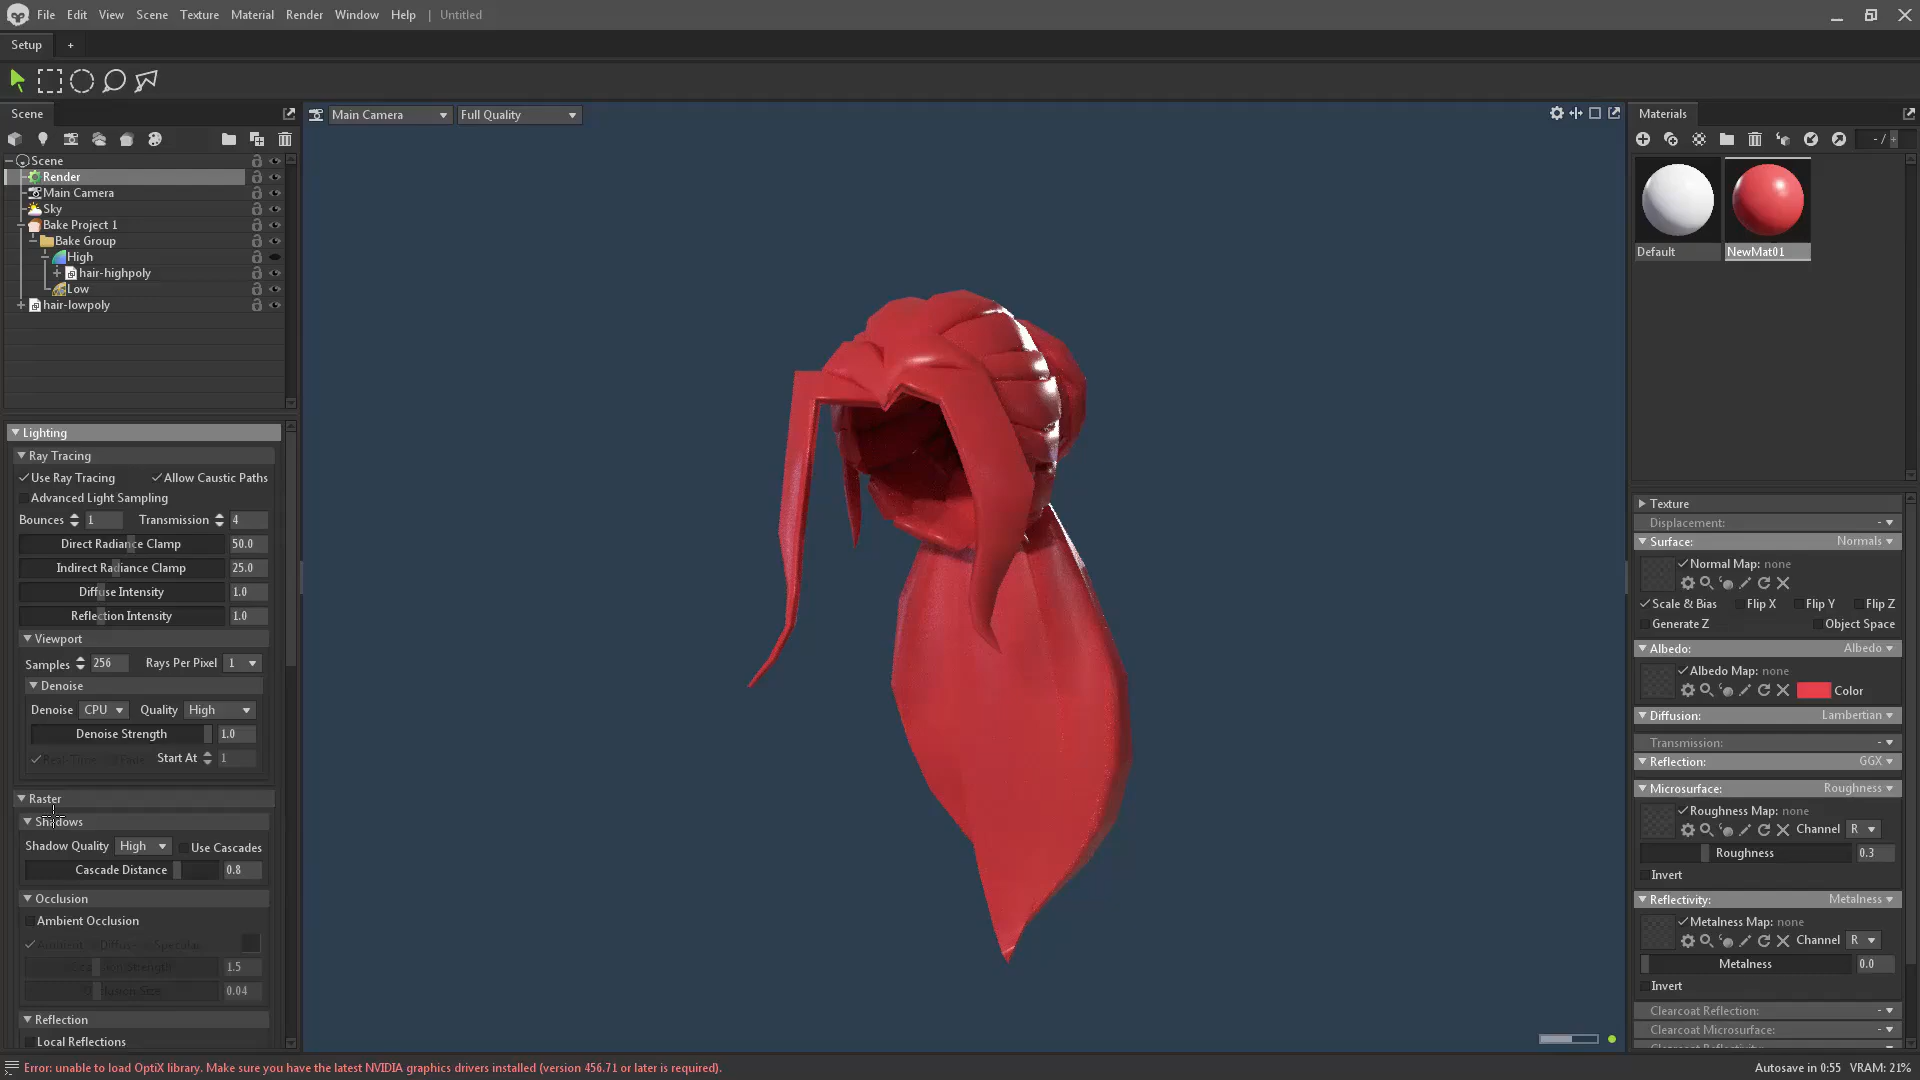 File Edit View Scene Texture Material Render Window Help | Untitled
Setup +
Scene
Main Camera Full Quality
Materials
- / +
Scene
Render
Main Camera
Sky
Bake Project 1
Bake Group
High
hair-highpoly
Low
hair-lowpoly
Default NewMat01
Lighting
Ray Tracing
Use Ray Tracing Allow Caustic Paths
Advanced Light Sampling
Bounces 1 Transmission 4
Direct Radiance Clamp 50.0
Indirect Radiance Clamp 25.0
Diffuse Intensity 1.0
Reflection Intensity 1.0
Viewport
Samples 256 Rays Per Pixel 1
Denoise
Denoise CPU Quality High
Denoise Strength 1.0
Start At 1
Raster
Shadows
Shadow Quality High Use Cascades
Cascade Distance 0.8
Occlusion
Ambient Occlusion
1.5
0.04
Reflection
Local Reflections
Texture
Displacement: -
Surface: Normals
Normal Map: none
Scale & Bias Flip X Flip Y Flip Z
Generate Z Object Space
Albedo: Albedo
Albedo Map: none
Color
Diffusion: Lambertian
Transmission: -
Reflection: GGX
Microsurface: Roughness
Roughness Map: none
Channel R
Roughness 0.3
Invert
Reflectivity: Metalness
Metalness Map: none
Channel R
Metalness 0.0
Invert
Clearcoat Reflection: -
Clearcoat Microsurface: -
Error: unable to load OptiX library. Make sure you have the latest NVIDIA graphics drivers installed (version 456.71 or later is required).
Autosave in 0:55 VRAM: 21%